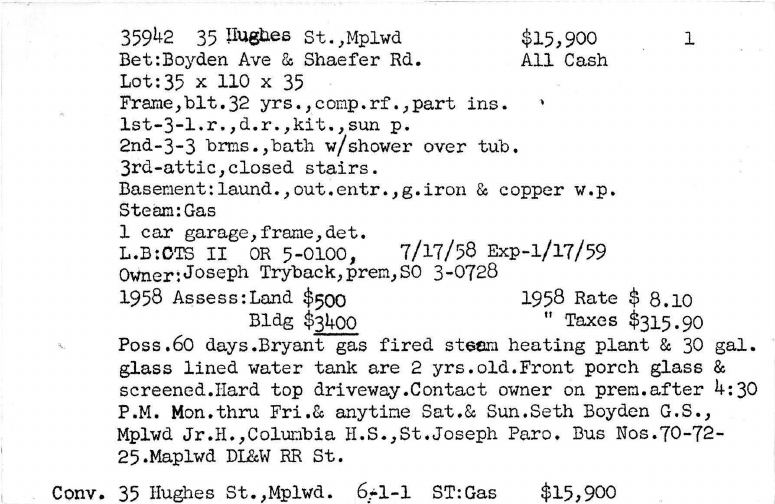 35942 35 Hughes St.,Mplwd $15,900 1
Bet:Boyden Ave & Shaefer Rd. All Cash
Lot:35 x 110 x 35
Frame,blt.32 yrs.,comp.rf.,part ins.
1st-3-l.r.,d.r.,kit.,sun p.
2nd-3-3 brms.,bath w/shower over tub.
3rd-attic,closed stairs.
Basement:laund.,out.entr.,g.iron & copper w.p.
Steam:Gas
1 car garage,frame,det.
L.B:CTS II OR 5-0100, 7/17/58 Exp-1/17/59
Owner:Joseph Tryback,prem,SO 3-0728
1958 Assess:Land $500 1958 Rate $ 8.10
Bldg $3400 " Taxes $315.90
Poss.60 days.Bryant gas fired steam heating plant & 30 gal.
glass lined water tank are 2 yrs.old.Front porch glass &
screened.Hard top driveway.Contact owner on prem.after 4:30
P.M. Mon.thru Fri.& anytime Sat.& Sun.Seth Boyden G.S.,
Mplwd Jr.H.,Columbia H.S.,St.Joseph Paro. Bus Nos.70-72-
25.Maplwd DL&W RR St.
Conv. 35 Hughes St.,Mplwd. 6-1-1 ST:Gas $15,900